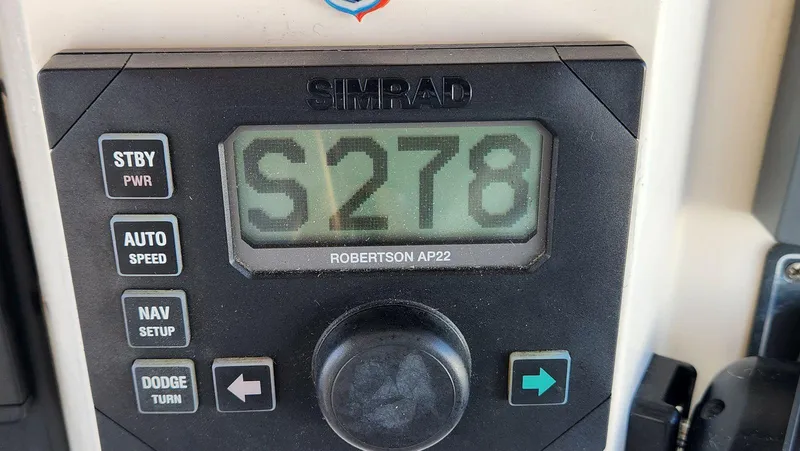 SIMRAD
S278
ROBERTSON AP22
STBY
PWR
AUTO
SPEED
NAV
SETUP
DODGE
TURN